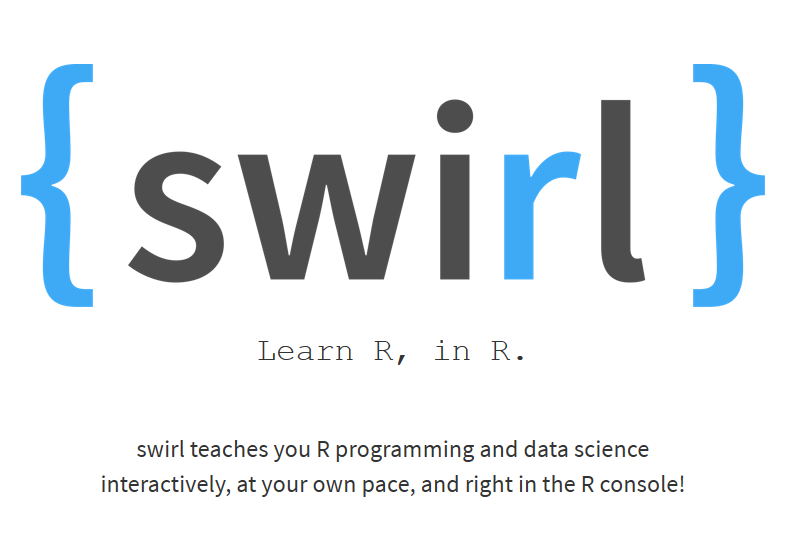 {swirl}
Learn R, in R.
swirl teaches you R programming and data science
interactively, at your own pace, and right in the R console!